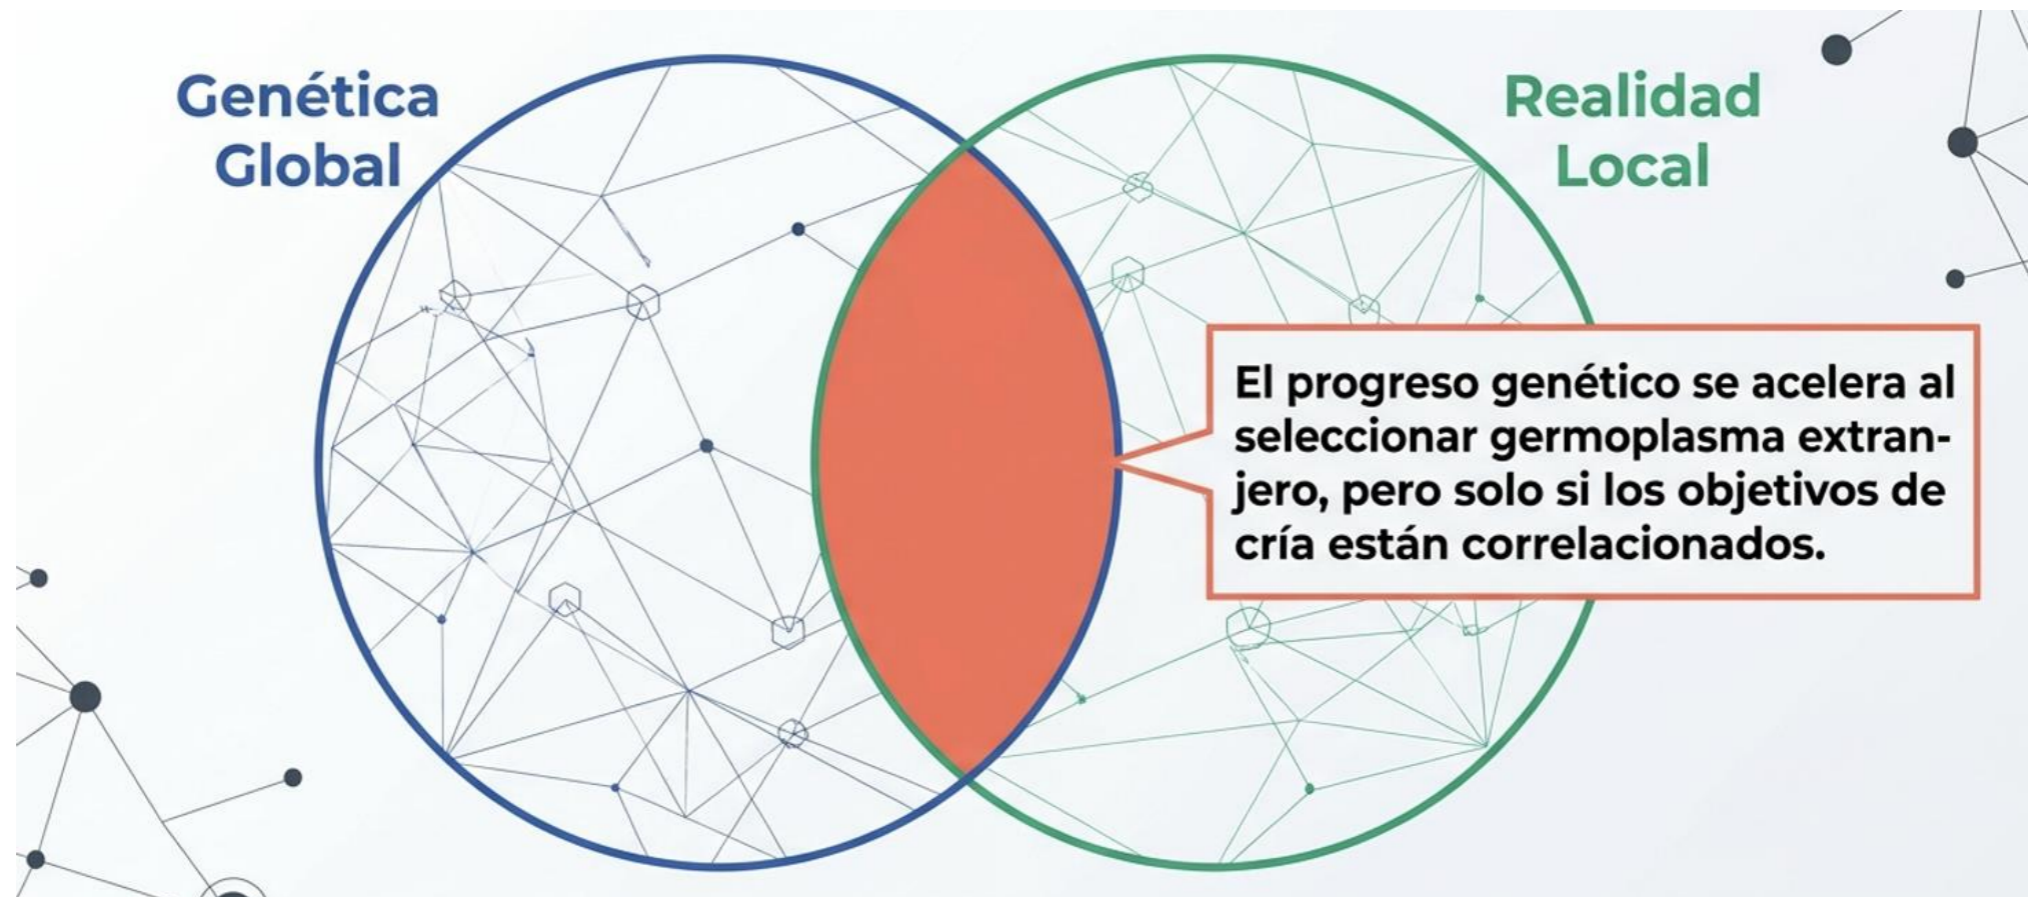 Genética
Global
Realidad
Local
El progreso genético se acelera al
seleccionar germoplasma extran-
jero, pero solo si los objetivos de
cría están correlacionados.